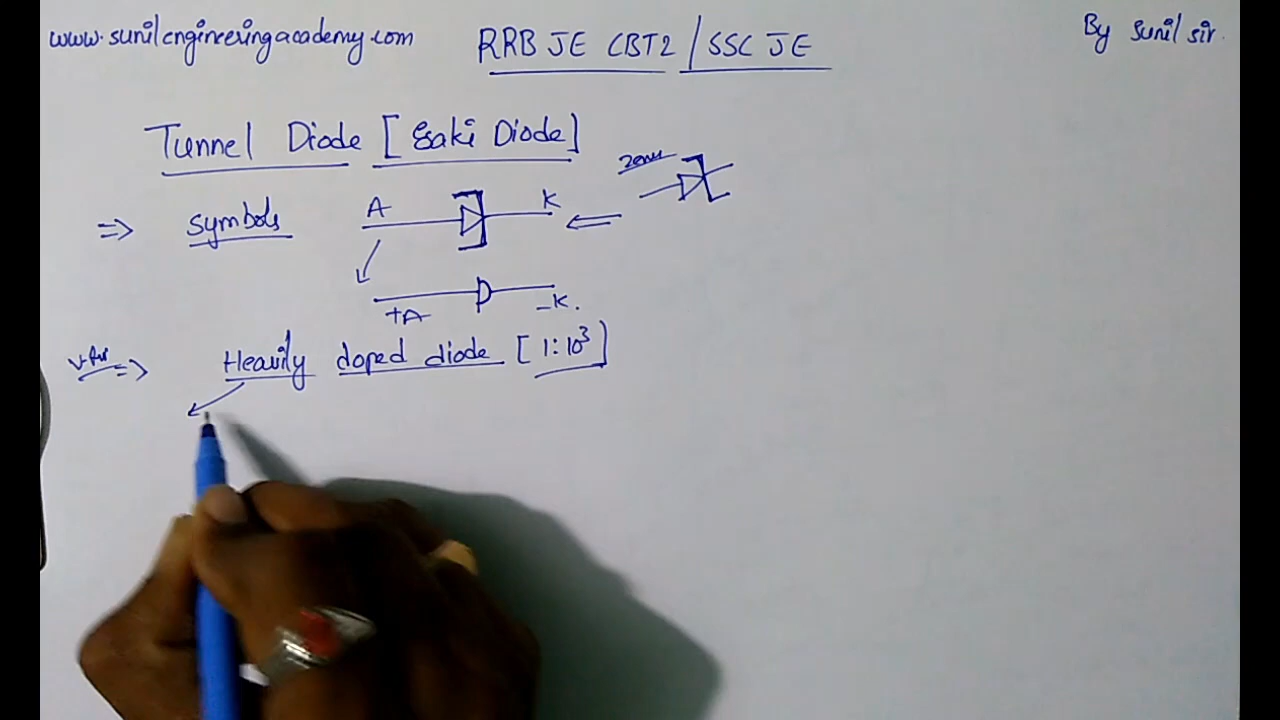 www.sunilengineeringacademy.com
RRB JE CBT2 / SSC JE
By Sunil sir.
Tunnel Diode [Esaki Diode]
zener
=> symbols
A K
+A -K.
=> Heavily doped diode [1:10³]